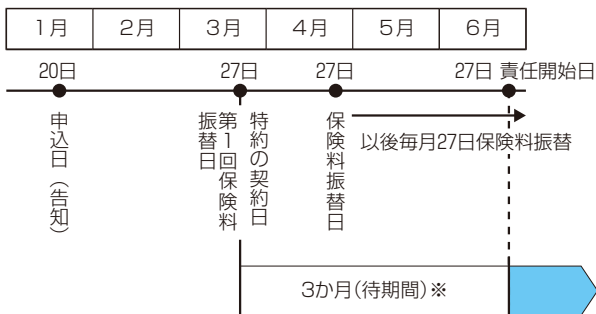 1月 2月 3月 4月 5月 6月
20日 27日 27日 27日 責任開始日
申込日（告知）
第1回保険料
振替日
特約の契約日
保険料振替日
以後毎月27日保険料振替
3か月(待期間)※